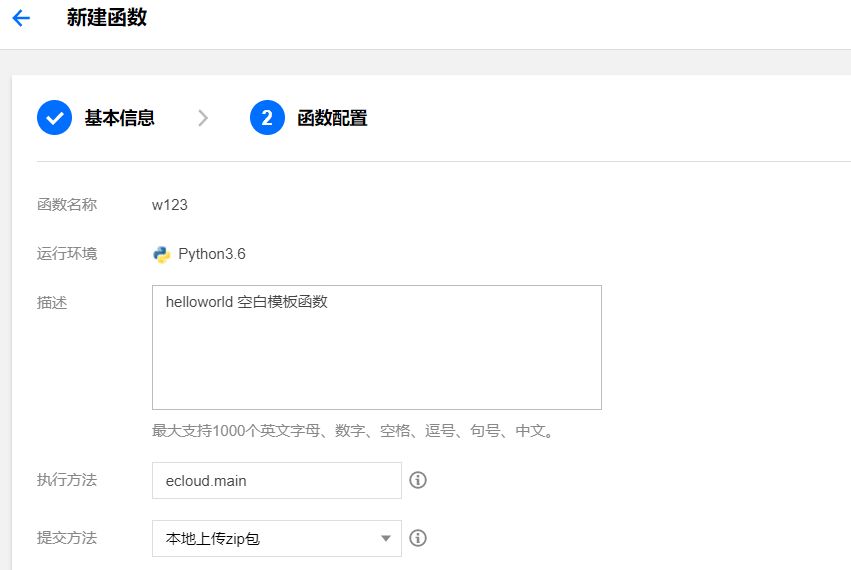 新建函数
基本信息
2 函数配置
函数名称 w123
运行环境 Python3.6
描述 helloworld 空白模板函数
最大支持1000个英文字母、数字、空格、逗号、句号、中文。
执行方法 ecloud.main
提交方法 本地上传zip包